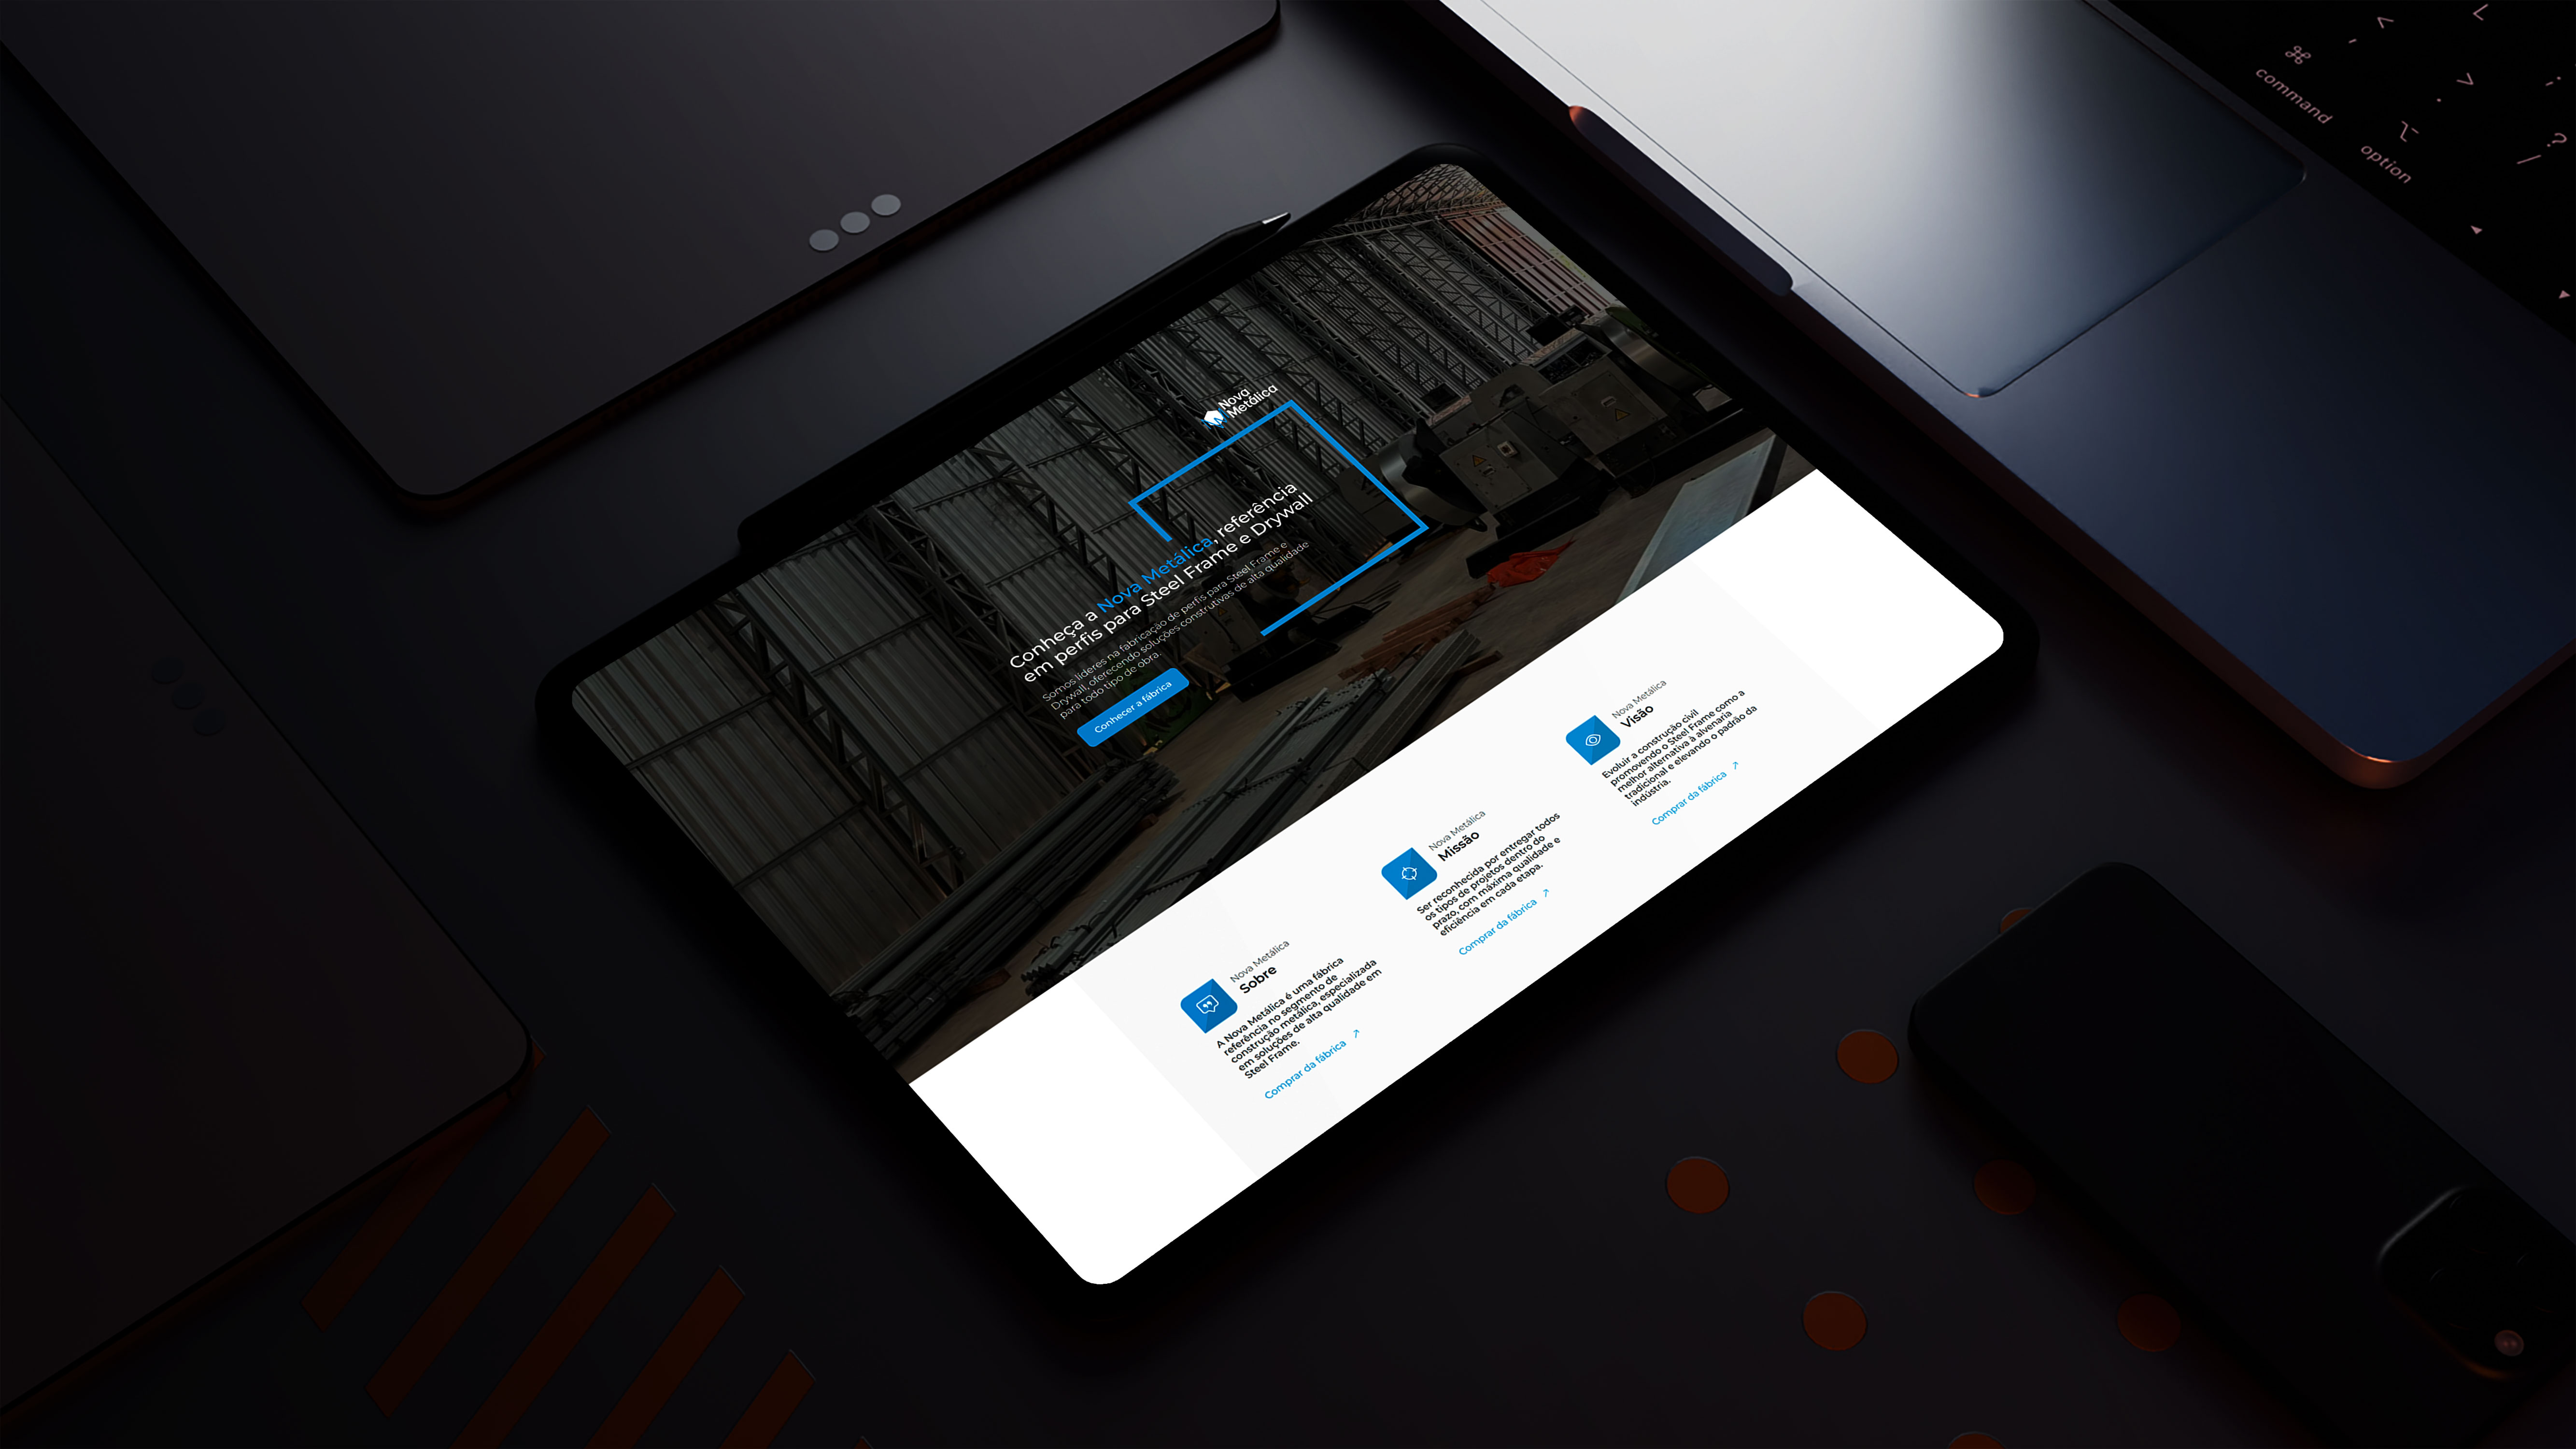 Nova
Metálica
Conheça a Nova Metálica, referência
em perfis para Steel Frame e Drywall
Somos líderes na fabricação de perfis para Steel Frame e
Drywall, oferecendo soluções construtivas de alta qualidade
para todo tipo de obra.
Conhecer a fábrica
Nova Metálica
Sobre
A Nova Metálica é uma fábrica
referência no segmento de
construção metálica, especializada
em soluções de alta qualidade em
Steel Frame.
Comprar da fábrica ↗
Nova Metálica
Missão
Ser reconhecida por entregar todos
os tipos de projetos dentro do
prazo, com máxima qualidade e
eficiência em cada etapa.
Comprar da fábrica ↗
Nova Metálica
Visão
Evoluir a construção civil
promovendo o Steel Frame como a
melhor alternativa à alvenaria
tradicional e elevando o padrão da
indústria.
Comprar da fábrica ↗
⌘
command
⌥
option
<
,
>
.
?
/
L
;